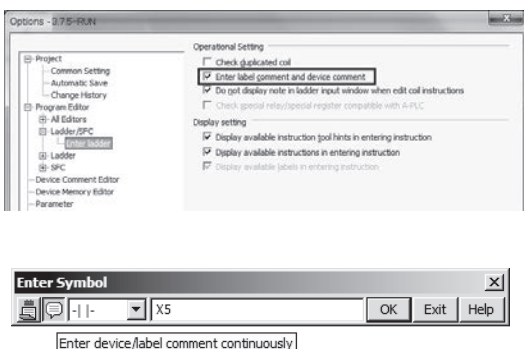 Options - 3.7.5-RUN
Project
Common Setting
Automatic Save
Change History
Program Editor
All Editors
Ladder/SFC
Enter ladder
Ladder
SFC
Device Comment Editor
Device Memory Editor
Parameter
Operational Setting
Check duplicated coil
Enter label comment and device comment
Do not display note in ladder input window when edit coil instructions
Check special relay/special register compatible with A-PLC
Display setting
Display available instruction tool hints in entering instruction
Display available instructions in entering instruction
Display available labels in entering instruction
Enter Symbol
-| |- X5 OK Exit Help
Enter device/label comment continuously